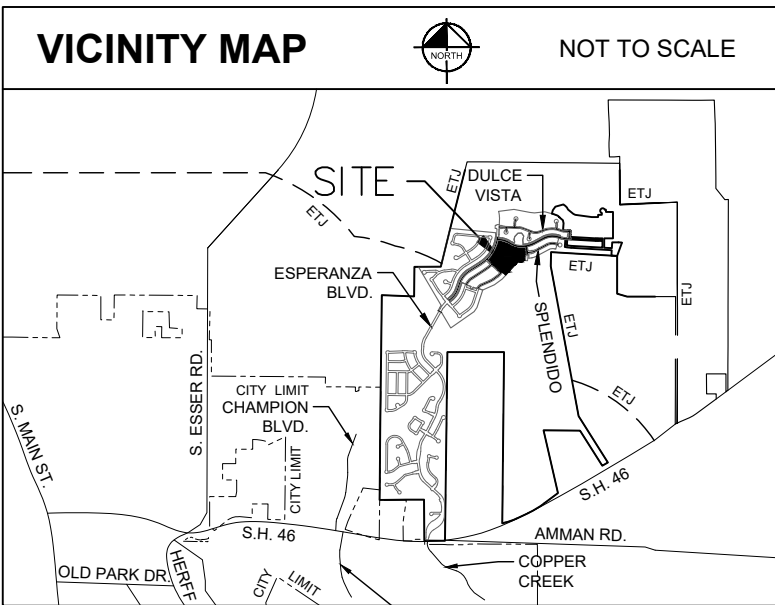 VICINITY MAP
NORTH
NOT TO SCALE
SITE
DULCE
VISTA
ETJ
ETJ
ETJ
ETJ
ESPERANZA
BLVD.
ETJ
ETJ
SPLENDIDO
ETJ
CITY LIMIT
CHAMPION
BLVD.
S. ESSER RD.
S. MAIN ST.
CITY LIMIT
S.H. 46
S.H. 46
AMMAN RD.
OLD PARK DR.
HERFF
CITY LIMIT
COPPER
CREEK